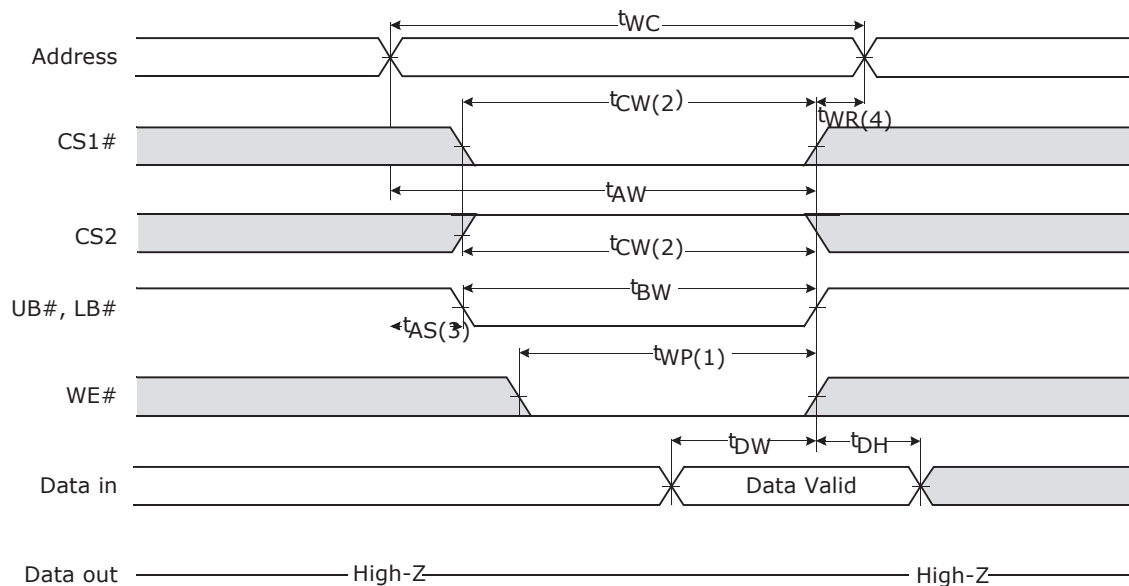 tWC
Address
tCW(2)
tWR(4)
CS1#
tAW
CS2
tCW(2)
tBW
UB#, LB#
tAS(3)
tWP(1)
WE#
tDW
tDH
Data in
Data Valid
Data out
High-Z
High-Z